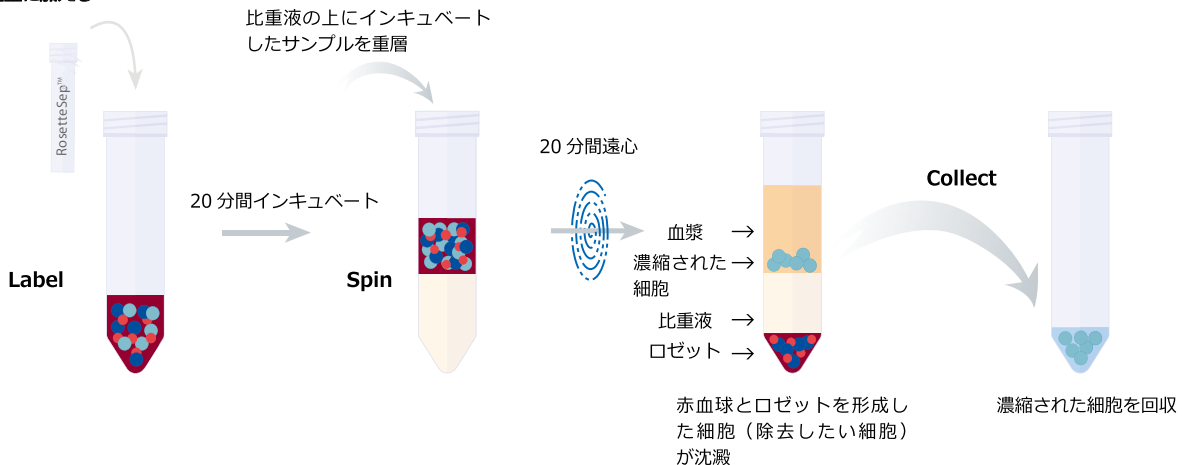 比重液の上にインキュベート
したサンプルを重層
RosetteSep™
20 分間インキュベート
20 分間遠心
Label
Spin
Collect
血漿
濃縮された
細胞
比重液
ロゼット
赤血球とロゼットを形成し
た細胞（除去したい細胞）
が沈澱
濃縮された細胞を回収